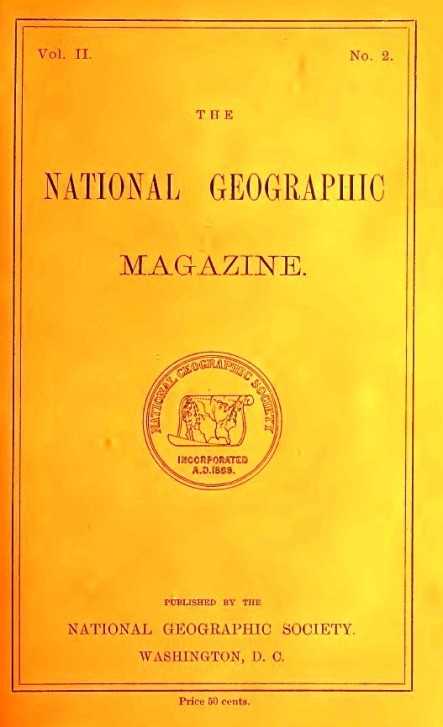 Vol. II.
No. 2.
THE
NATIONAL GEOGRAPHIC
MAGAZINE.
NATIONAL GEOGRAPHIC SOCIETY
INCORPORATED
A.D. 1888.
PUBLISHED BY THE
NATIONAL GEOGRAPHIC SOCIETY.
WASHINGTON, D. C.
Price 50 cents.